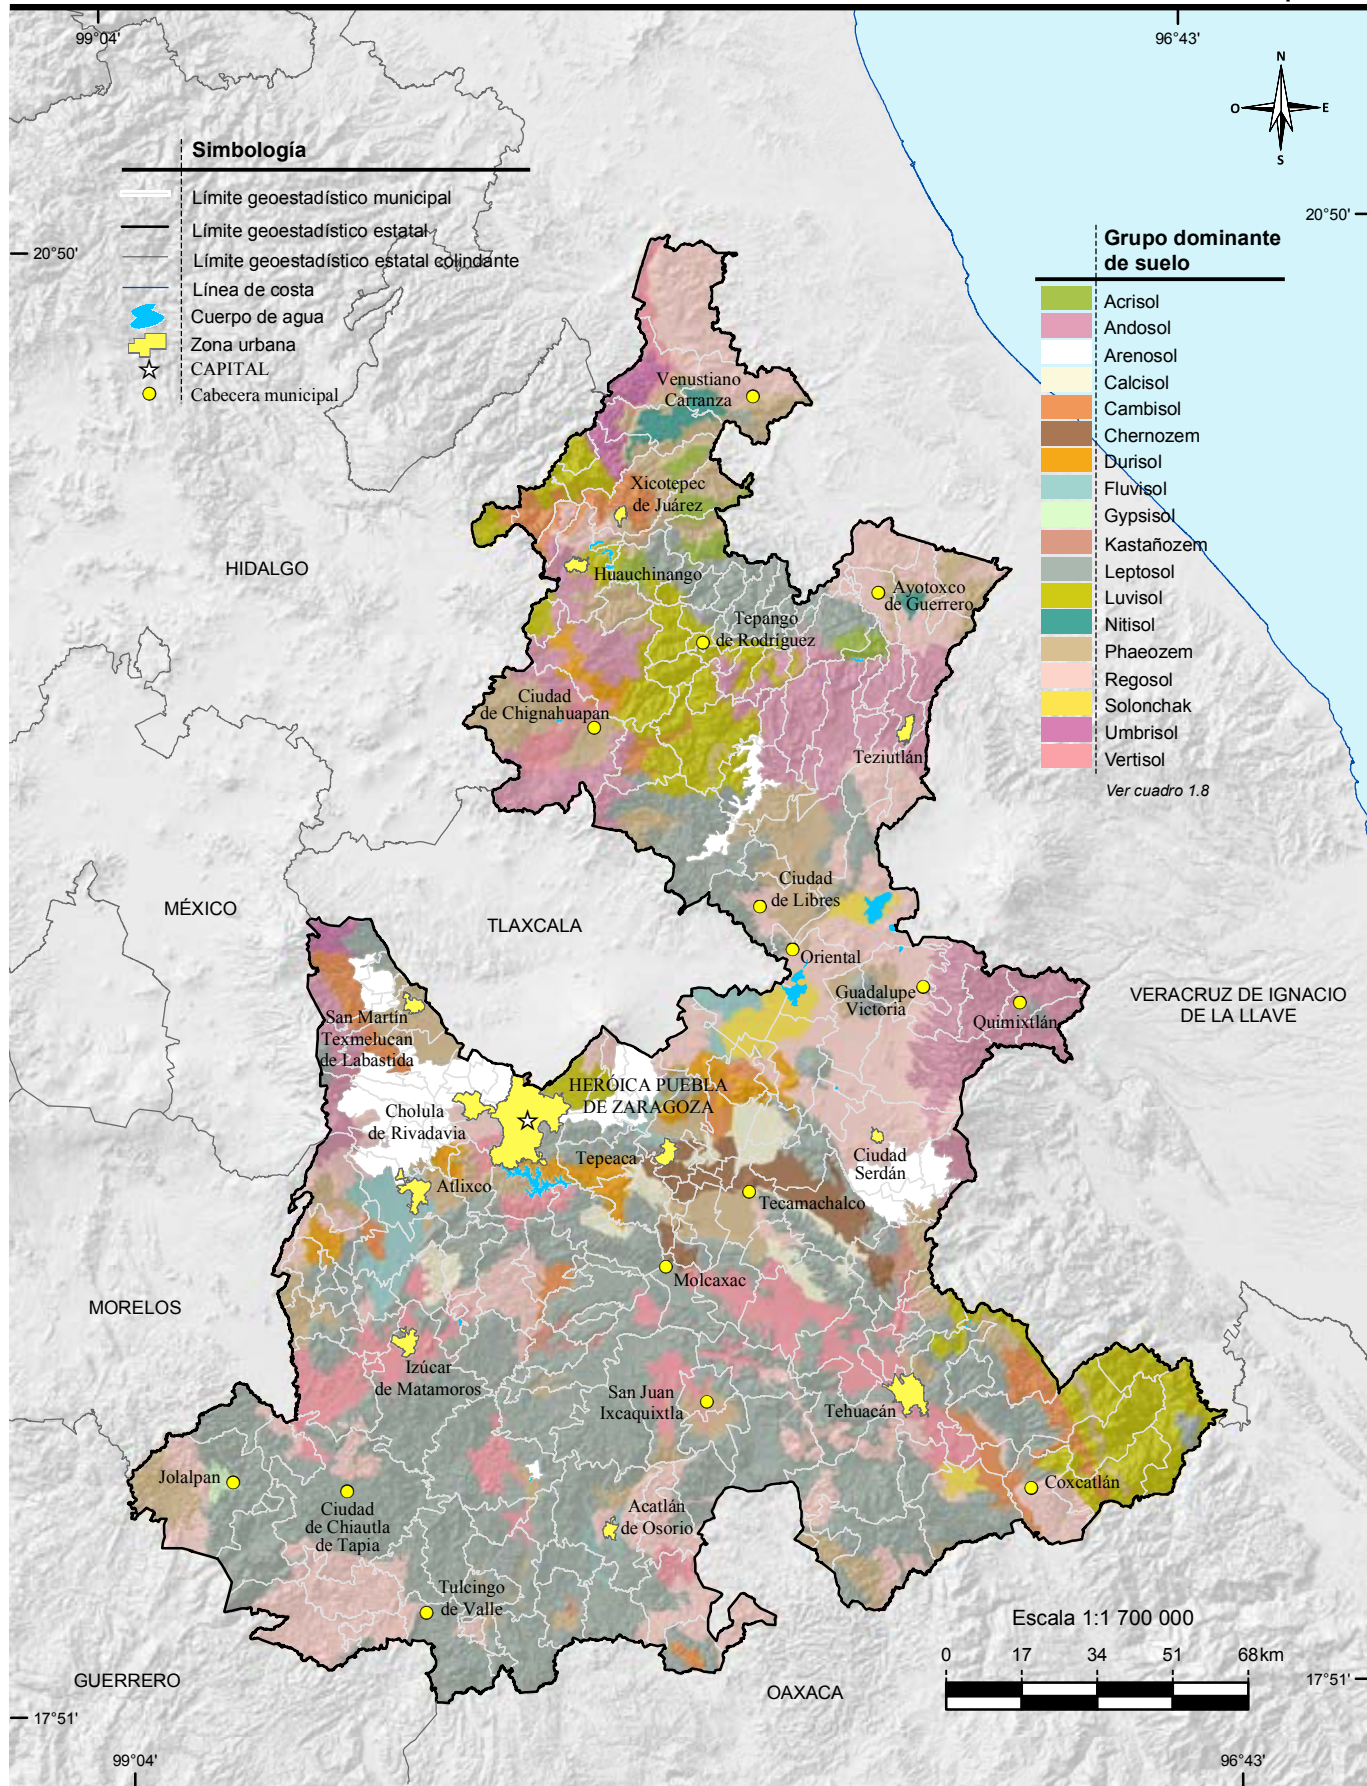 99°04'
96°43'
N
O
E
S
Simbología
Límite geoestadístico municipal
Límite geoestadístico estatal
Límite geoestadístico estatal colindante
Línea de costa
Cuerpo de agua
Zona urbana
CAPITAL
Cabecera municipal
20°50'
20°50'
Grupo dominante
de suelo
Acrisol
Andosol
Arenosol
Calcisol
Cambisol
Chernozem
Durisol
Fluvisol
Gypsisol
Kastañozem
Leptosol
Luvisol
Nitisol
Phaeozem
Regosol
Solonchak
Umbrisol
Vertisol
Ver cuadro 1.8
Venustiano
Carranza
Xicotepec
de Juárez
HIDALGO
Huauchinango
Ayotoxco
de Guerrero
Tepango
de Rodríguez
Ciudad
de Chignahuapan
Teziutlán
Ciudad
de Libres
MÉXICO
TLAXCALA
Oriental
Guadalupe
Victoria
Quimixtlán
VERACRUZ DE IGNACIO
DE LA LLAVE
San Martín
Texmelucan
de Labastida
HEROICA PUEBLA
DE ZARAGOZA
Cholula
de Rivadavia
Tepeaca
Ciudad
Serdán
Atlixco
Tecamachalco
Molcaxac
MORELOS
Izúcar
de Matamoros
San Juan
Ixcaquixtla
Tehuacán
Jolalpan
Coxcatlán
Ciudad
de Chiautla
de Tapia
Acatlán
de Osorio
Tulcingo
de Valle
Escala 1:1 700 000
0
17
34
51
68km
GUERRERO
OAXACA
17°51'
17°51'
99°04'
96°43'